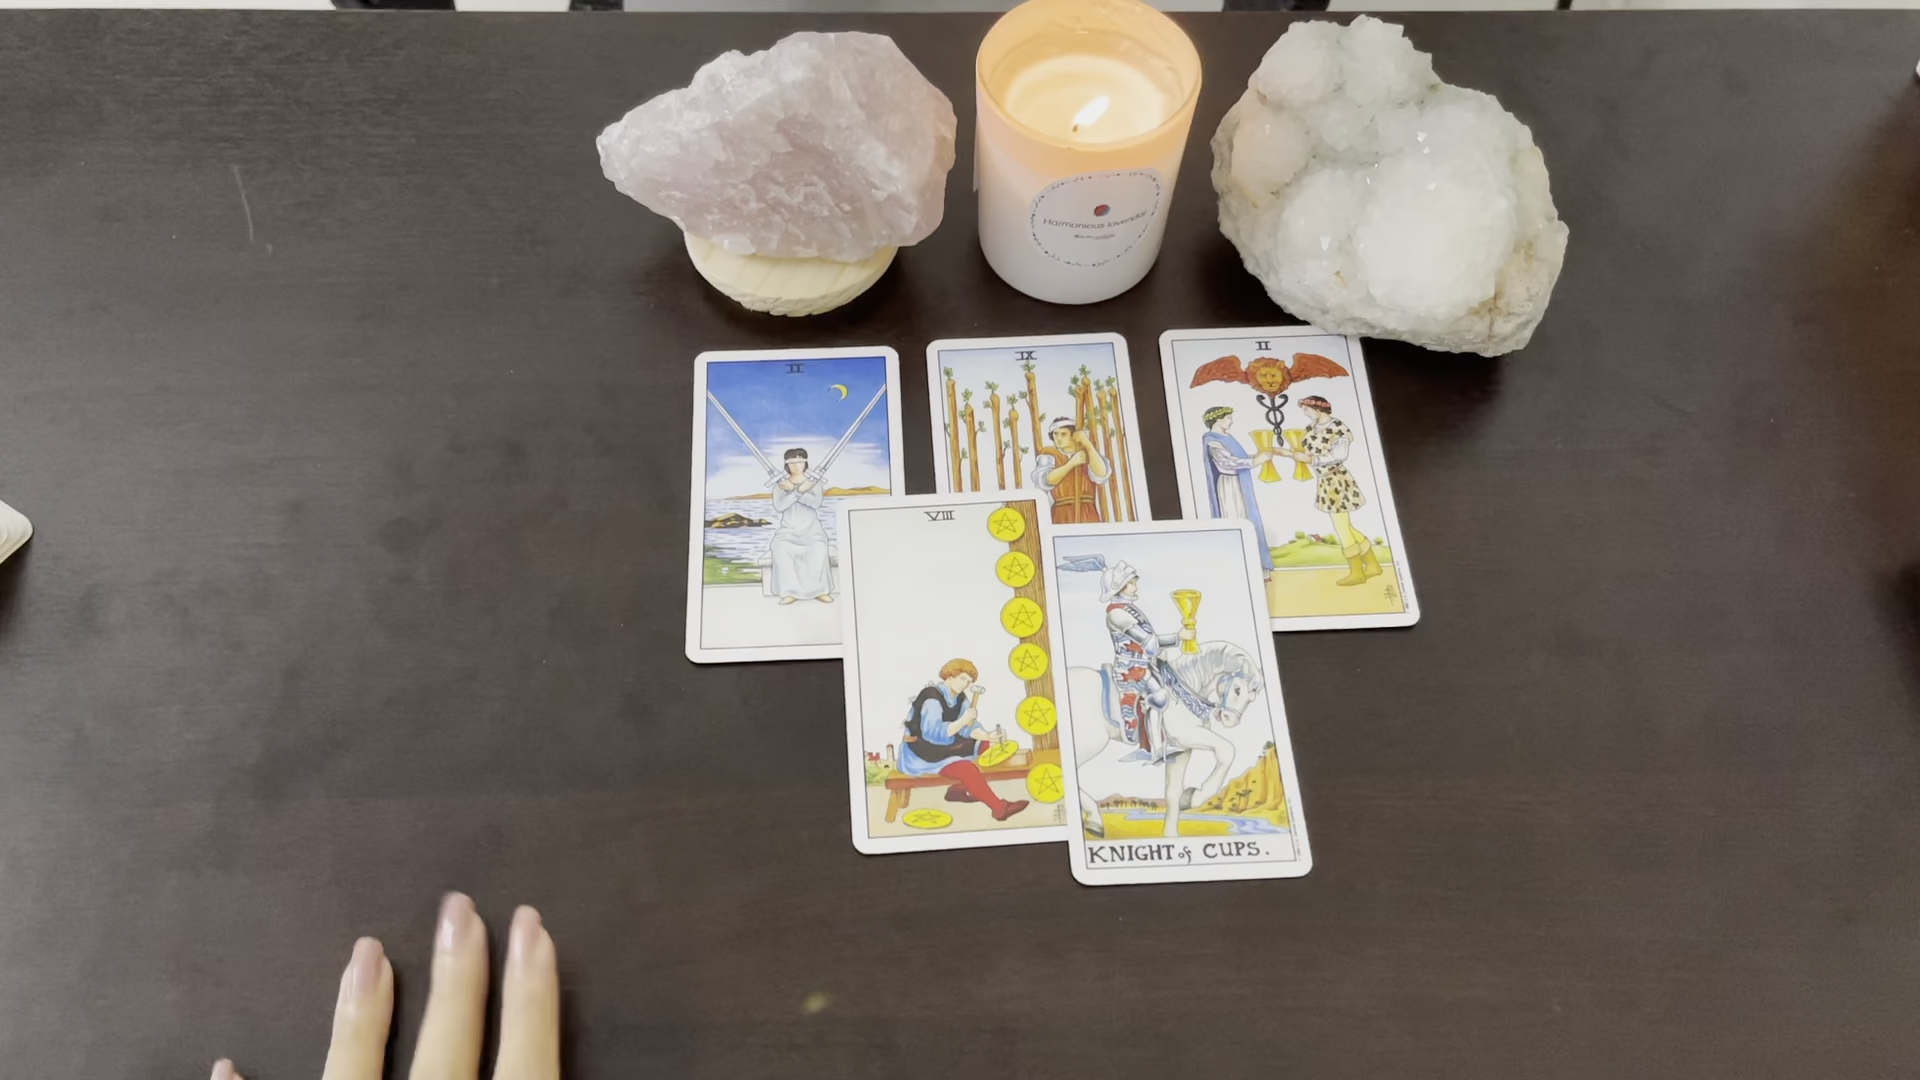 Harmonious lavender
II
IX
II
VIII
KNIGHT of CUPS.